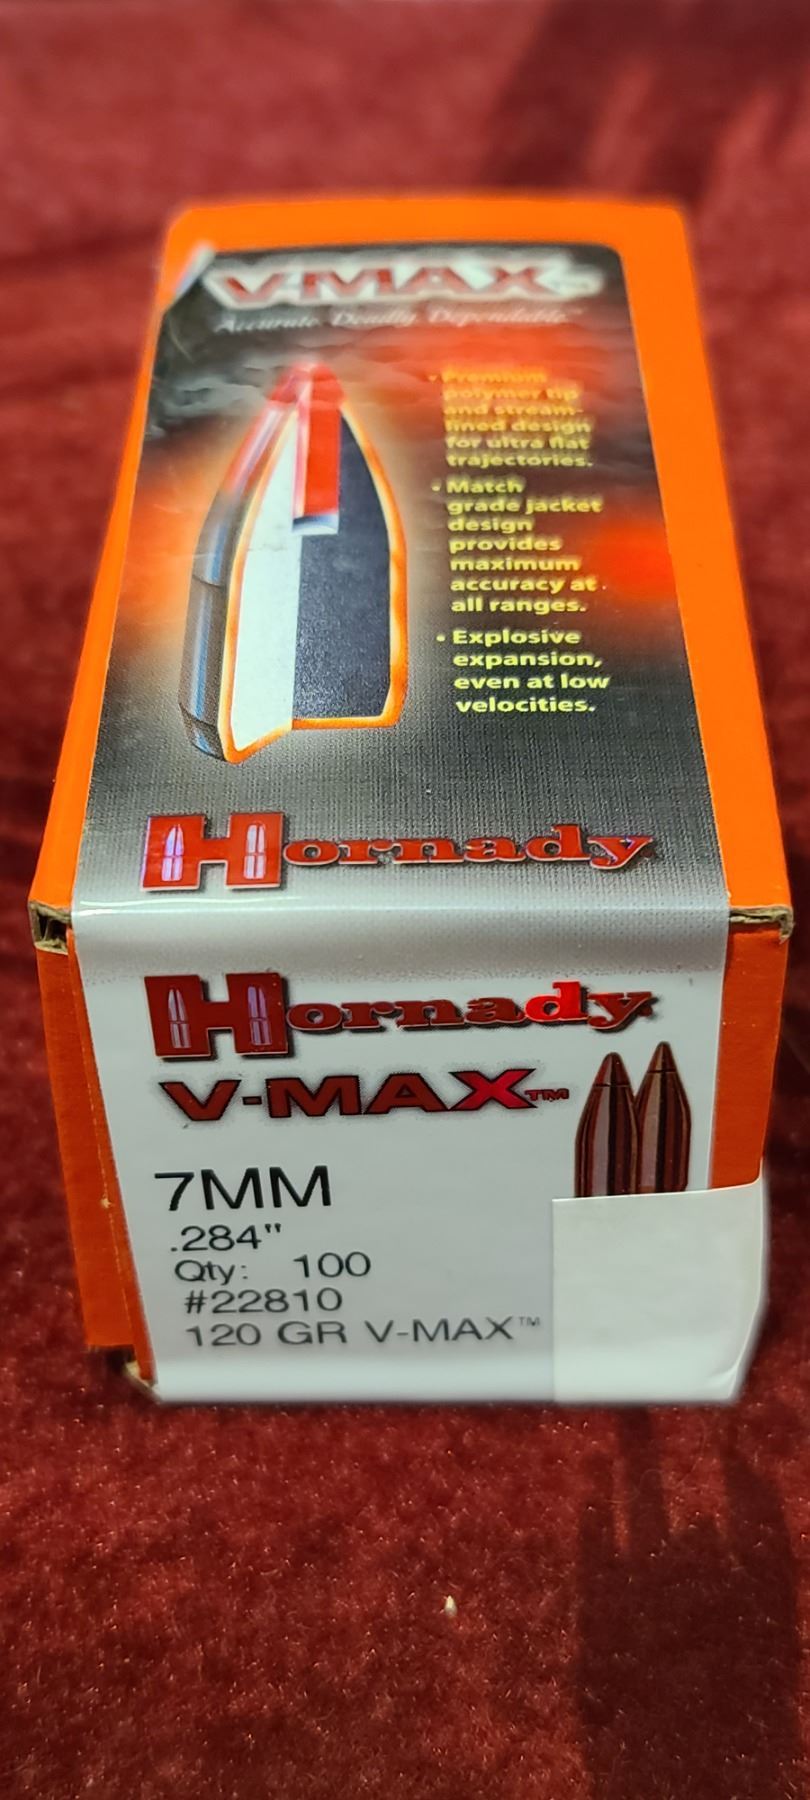 V-MAX™
Accurate. Deadly. Dependable.™
• Premium
polymer tip
and stream-
lined design
for ultra flat
trajectories.
• Match
grade jacket
design
provides
maximum
accuracy at
all ranges.
• Explosive
expansion,
even at low
velocities.
Hornady
Hornady
V-MAX™
7MM
.284"
Qty: 100
#22810
120 GR V-MAX™